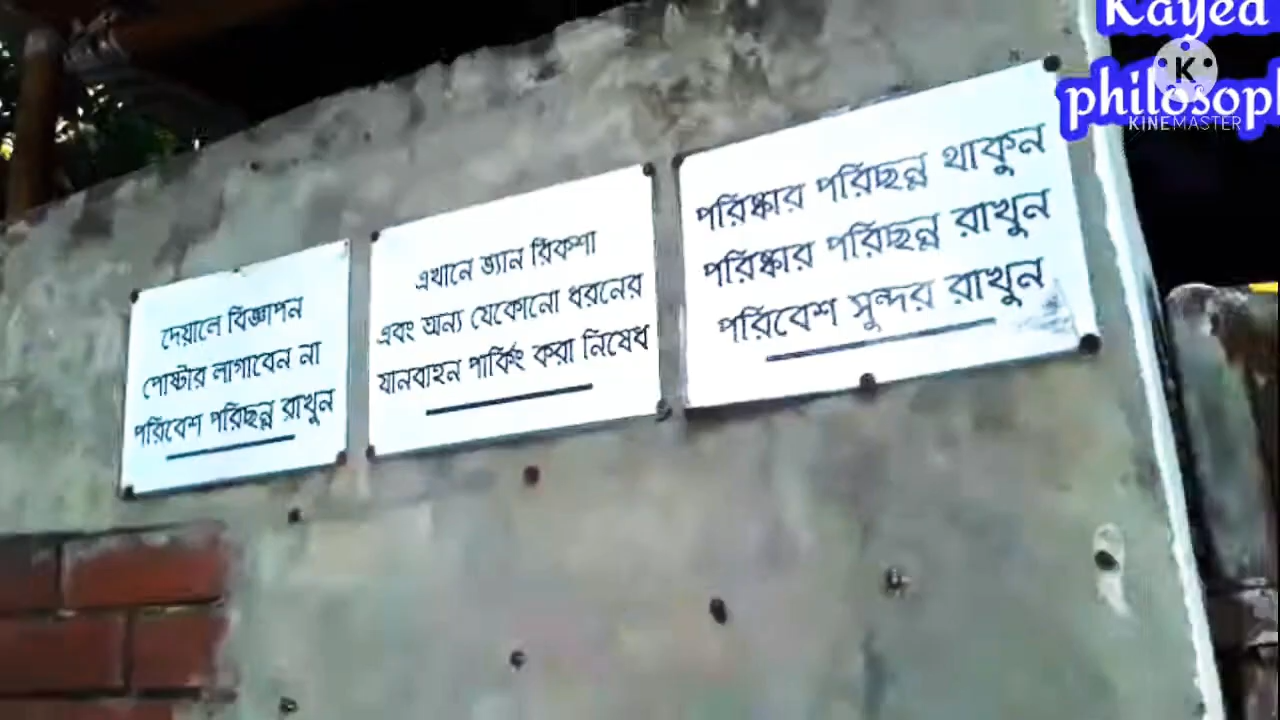 দেয়ালে বিজ্ঞাপন
পোষ্টার লাগাবেন না
পরিবেশ পরিছন্ন রাখুন
এখানে ভ্যান রিকশা
এবং অন্য যেকোনো ধরনের
যানবাহন পার্কিং করা নিষেধ
পরিষ্কার পরিচ্ছন্ন থাকুন
পরিষ্কার পরিচ্ছন্ন রাখুন
পরিবেশ সুন্দর রাখুন
Kayed
philosoph
K
KINEMASTER